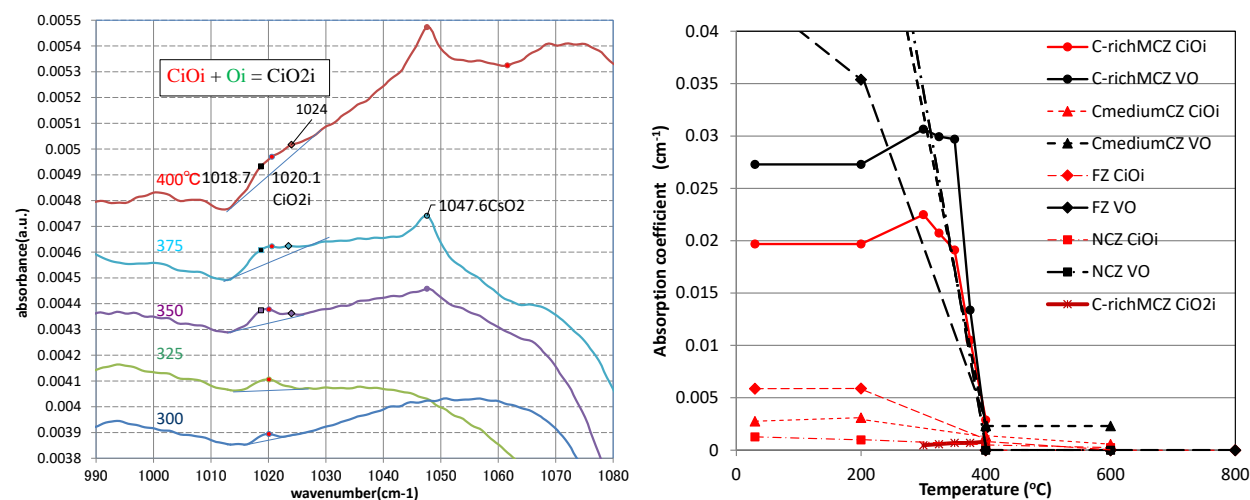 0.0055
0.0054
0.0053
0.0052
0.0051
0.005
0.0049
0.0048
0.0047
0.0046
0.0045
0.0044
0.0043
0.0042
0.0041
0.004
0.0039
0.0038
absorbance(a.u.)
CiOi + Oi = CiO2i
1024
400℃
1018.7
1020.1
CiO2i
1047.6CsO2
375
350
325
300
990 1000 1010 1020 1030 1040 1050 1060 1070 1080
wavenumber(cm-1)
0.04
0.035
0.03
0.025
0.02
0.015
0.01
0.005
0
Absorption coefficient (cm⁻¹)
C-richMCZ CiOi
C-richMCZ VO
CmediumCZ CiOi
CmediumCZ VO
FZ CiOi
FZ VO
NCZ CiOi
NCZ VO
C-richMCZ CiO2i
0 200 400 600 800
Temperature (°C)